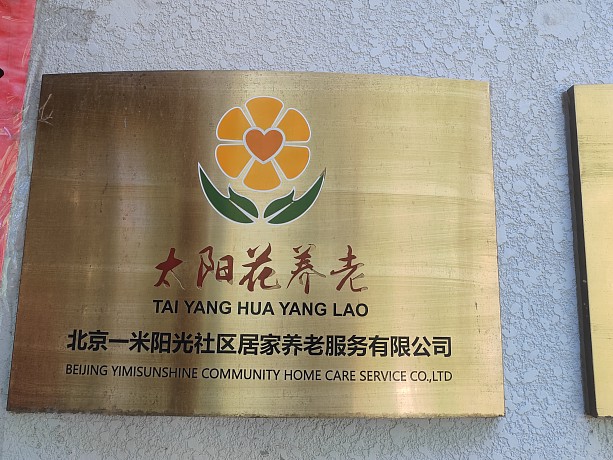 太阳花养老
TAI YANG HUA YANG LAO
北京一米阳光社区居家养老服务有限公司
BEIJING YIMISUNSHINE COMMUNITY HOME CARE SERVICE CO.,LTD